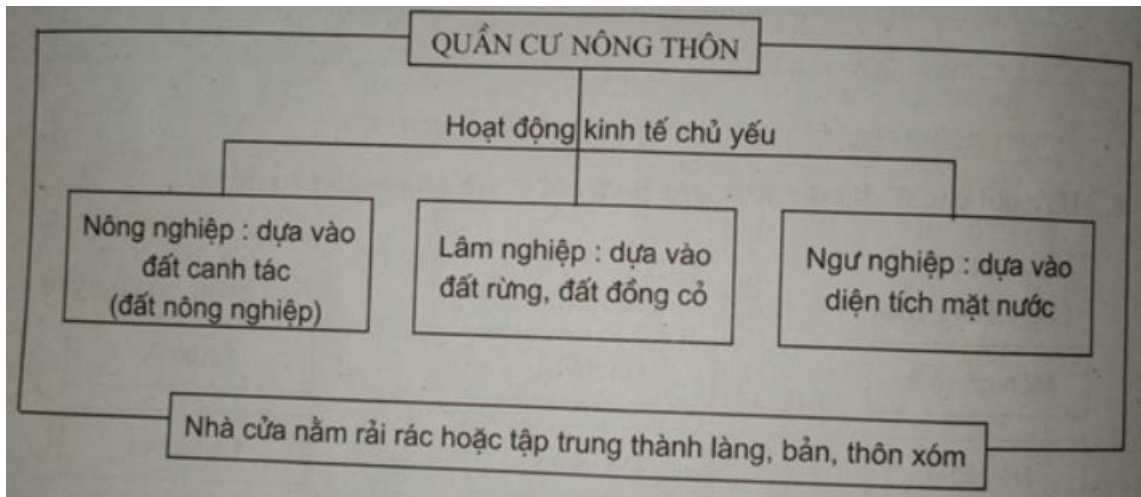 QUẦN CƯ NÔNG THÔN
Hoạt động kinh tế chủ yếu
Nông nghiệp : dựa vào
đất canh tác
(đất nông nghiệp)
Lâm nghiệp : dựa vào
đất rừng, đất đồng cỏ
Ngư nghiệp : dựa vào
diện tích mặt nước
Nhà cửa nằm rải rác hoặc tập trung thành làng, bản, thôn xóm